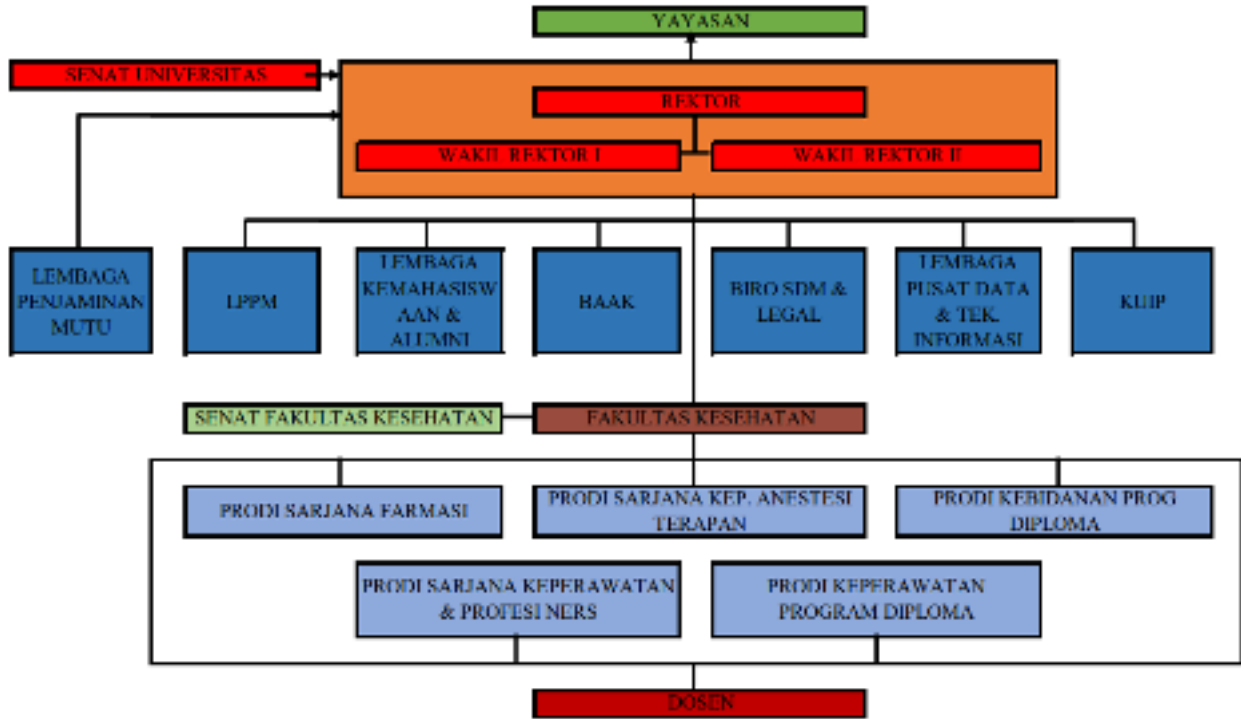 YAYASAN
SENAT UNIVERSITAS
REKTOR
WAKIL REKTOR I
WAKIL REKTOR II
LEMBAGA
PENJAMINAN
MUTU
LPPM
LEMBAGA
KEMAHASISW
AAN &
ALUMNI
BAAK
BIRO SDM &
LEGAL
LEMBAGA
PUSAT DATA
& TEK.
INFORMASI
SENAT FAKULTAS KESEHATAN
FAKULTAS KESEHATAN
PRODI SARJANA FARMASI
PRODI SARJANA KEP. ANESTESI
TERAPAN
PRODI KEBIDANAN PROG
DIPLOMA
PRODI SARJANA KEPERAWATAN
& PROFESI NERS
PRODI KEPERAWATAN
PROGRAM DIPLOMA
DOSEN